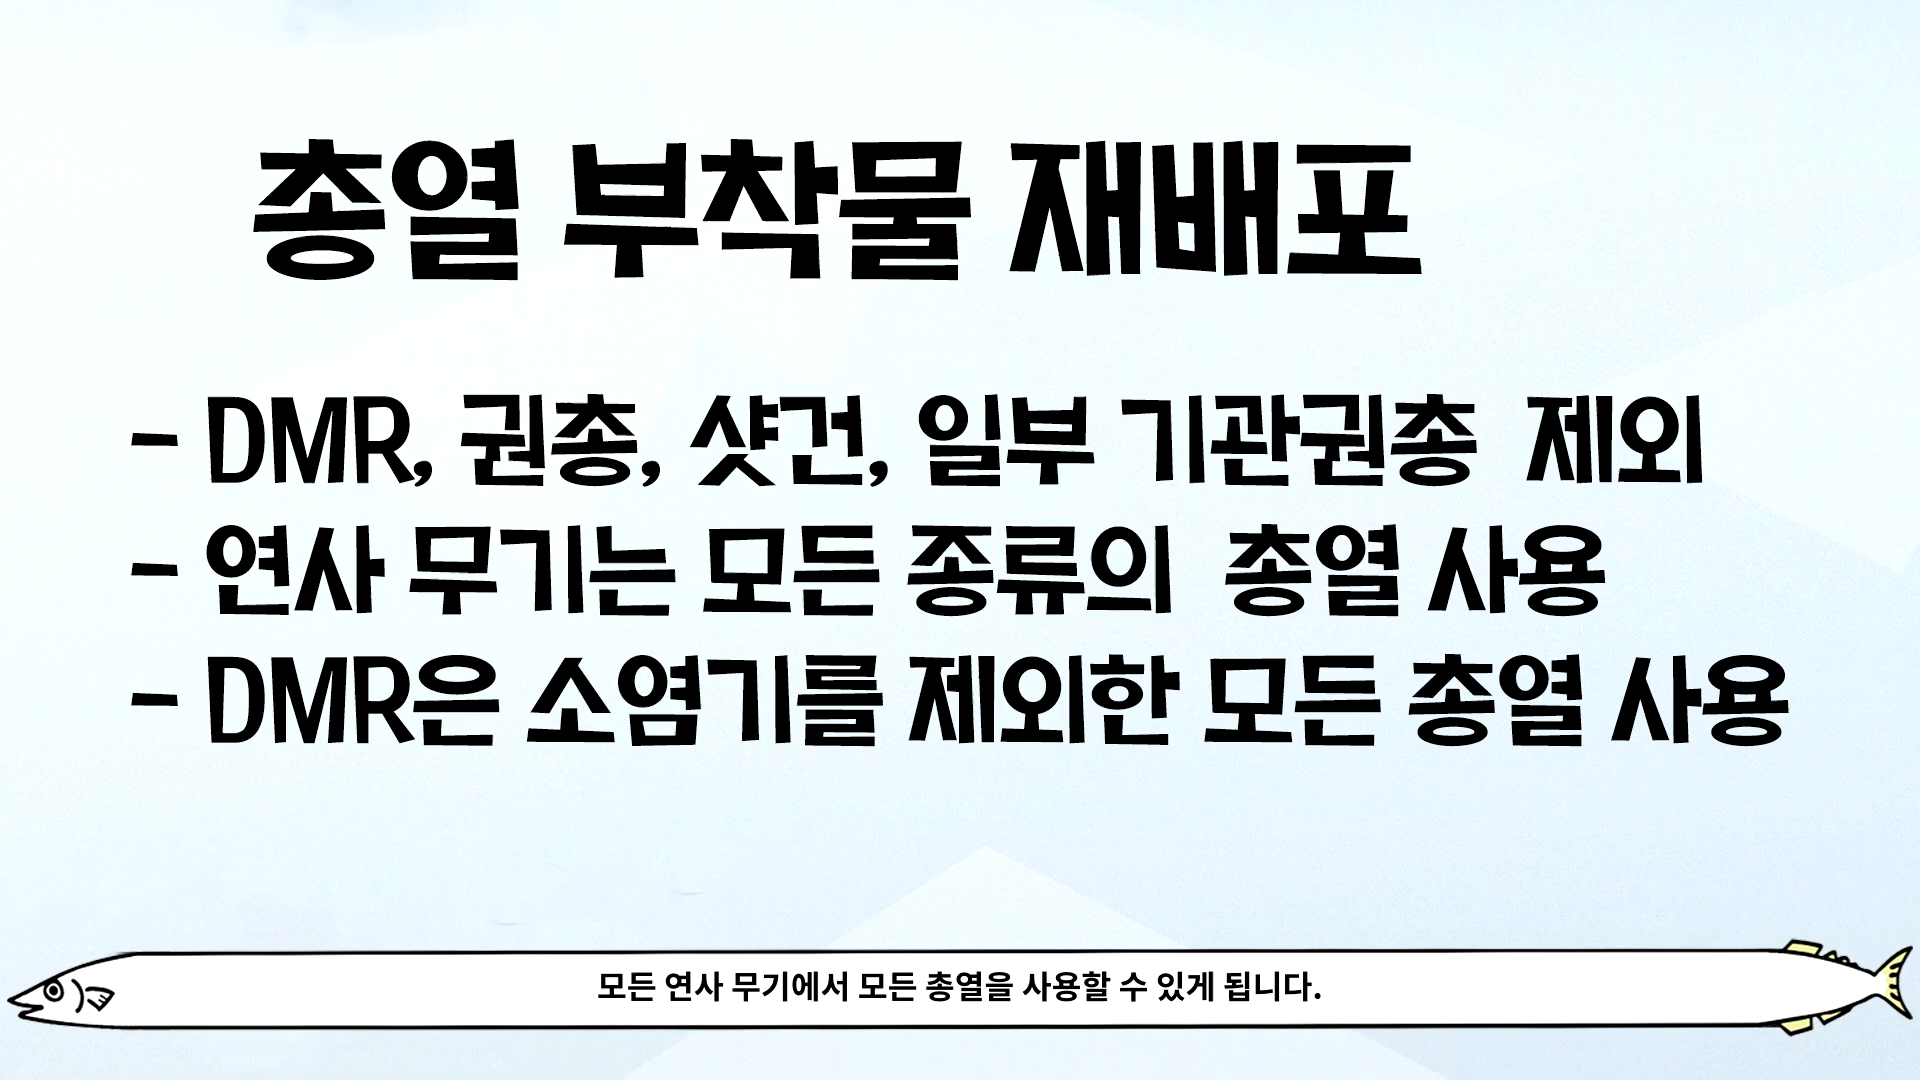 총열 부착물 재배포
- DMR, 권총, 샷건, 일부 기관권총 제외
- 연사 무기는 모든 종류의 총열 사용
- DMR은 소염기를 제외한 모든 총열 사용
모든 연사 무기에서 모든 총열을 사용할 수 있게 됩니다.